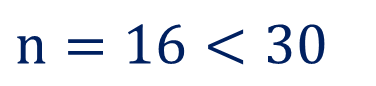 n = 16 < 30